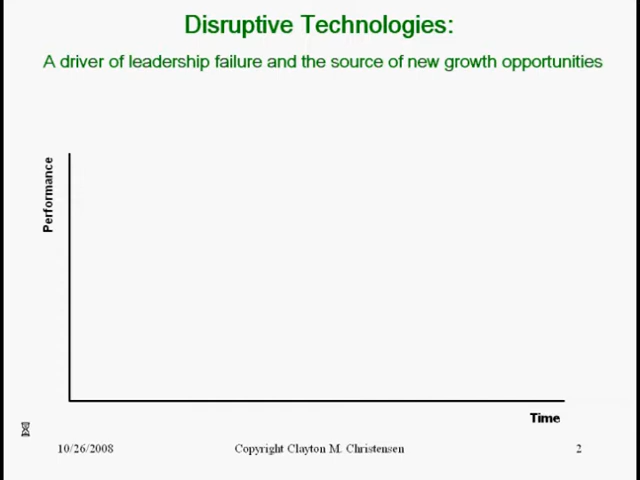 Disruptive Technologies:
A driver of leadership failure and the source of new growth opportunities
Performance
Time
10/26/2008
Copyright Clayton M. Christensen
2